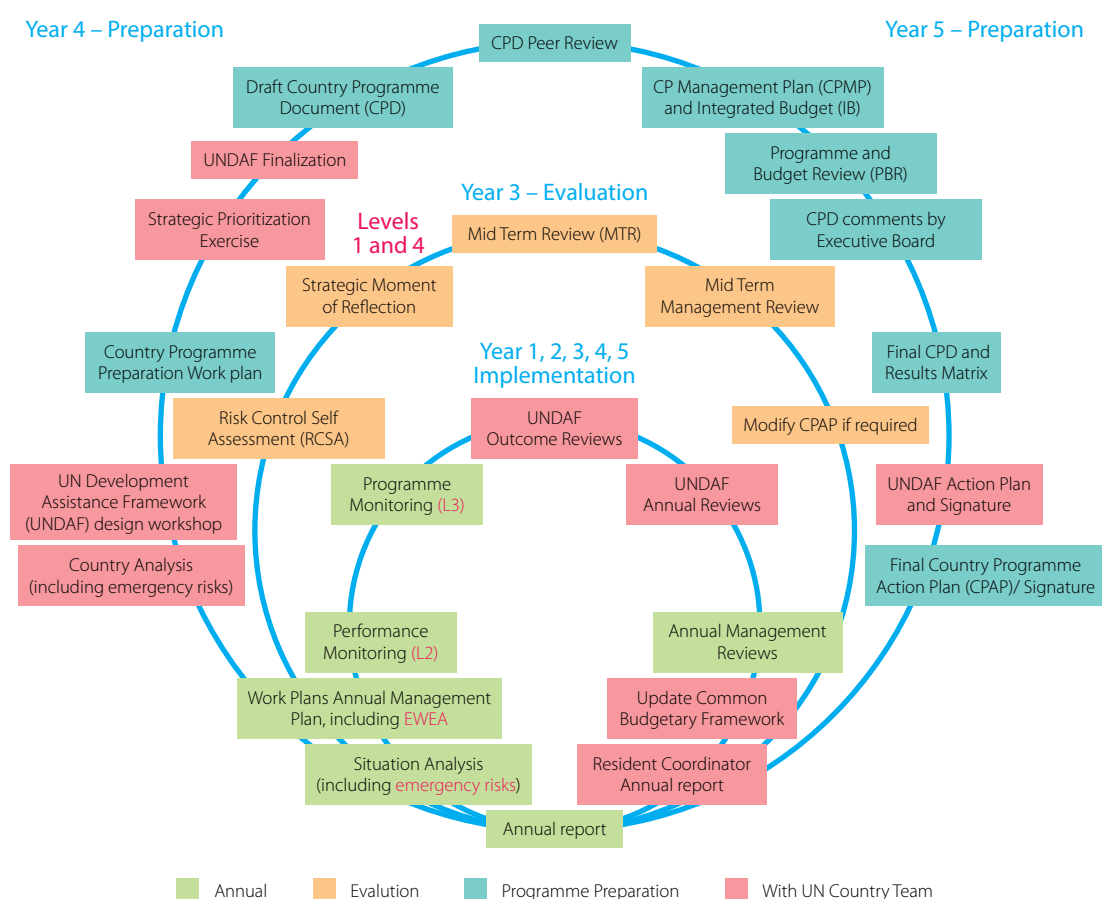 Year 4 – Preparation
Year 5 – Preparation
CPD Peer Review
Draft Country Programme
Document (CPD)
CP Management Plan (CPMP)
and Integrated Budget (IB)
UNDAF Finalization
Programme and
Budget Review (PBR)
Strategic Prioritization
Exercise
CPD comments by
Executive Board
Year 3 – Evaluation
Levels
1 and 4
Mid Term Review (MTR)
Strategic Moment
of Reflection
Mid Term
Management Review
Country Programme
Preparation Work plan
Year 1, 2, 3, 4, 5
Implementation
Final CPD and
Results Matrix
Risk Control Self
Assessment (RCSA)
UNDAF
Outcome Reviews
Modify CPAP if required
UN Development
Assistance Framework
(UNDAF) design workshop
Programme
Monitoring (L3)
UNDAF
Annual Reviews
UNDAF Action Plan
and Signature
Country Analysis
(including emergency risks)
Final Country Programme
Action Plan (CPAP)/ Signature
Performance
Monitoring (L2)
Annual Management
Reviews
Work Plans Annual Management
Plan, including EWEA
Update Common
Budgetary Framework
Situation Analysis
(including emergency risks)
Resident Coordinator
Annual report
Annual report
Annual
Evalution
Programme Preparation
With UN Country Team